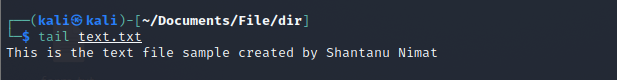 ┌──(kali㉿kali)-[~/Documents/File/dir]
└─$ tail text.txt
This is the text file sample created by Shantanu Nimat